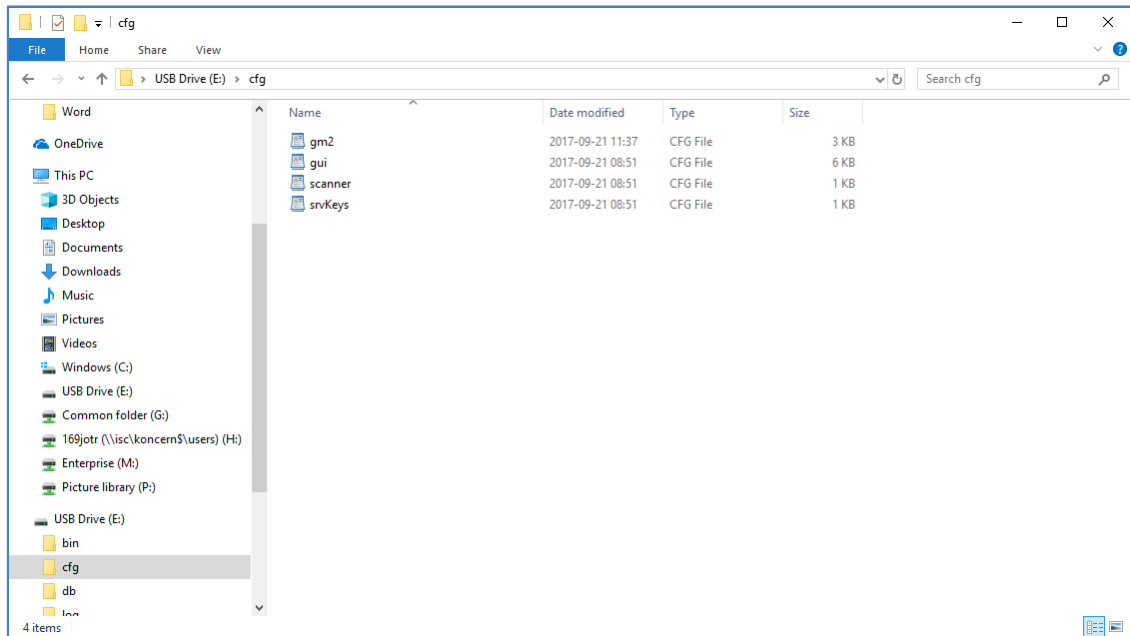 cfg
File Home Share View
USB Drive (E:) cfg
Search cfg
Word
OneDrive
This PC
3D Objects
Desktop
Documents
Downloads
Music
Pictures
Videos
Windows (C:)
USB Drive (E:)
Common folder (G:)
169jotr (\\isc\koncern$\users) (H:)
Enterprise (M:)
Picture library (P:)
USB Drive (E:)
bin
cfg
db
log
Name Date modified Type Size
gm2 2017-09-21 11:37 CFG File 3 KB
gui 2017-09-21 08:51 CFG File 6 KB
scanner 2017-09-21 08:51 CFG File 1 KB
srvKeys 2017-09-21 08:51 CFG File 1 KB
4 items